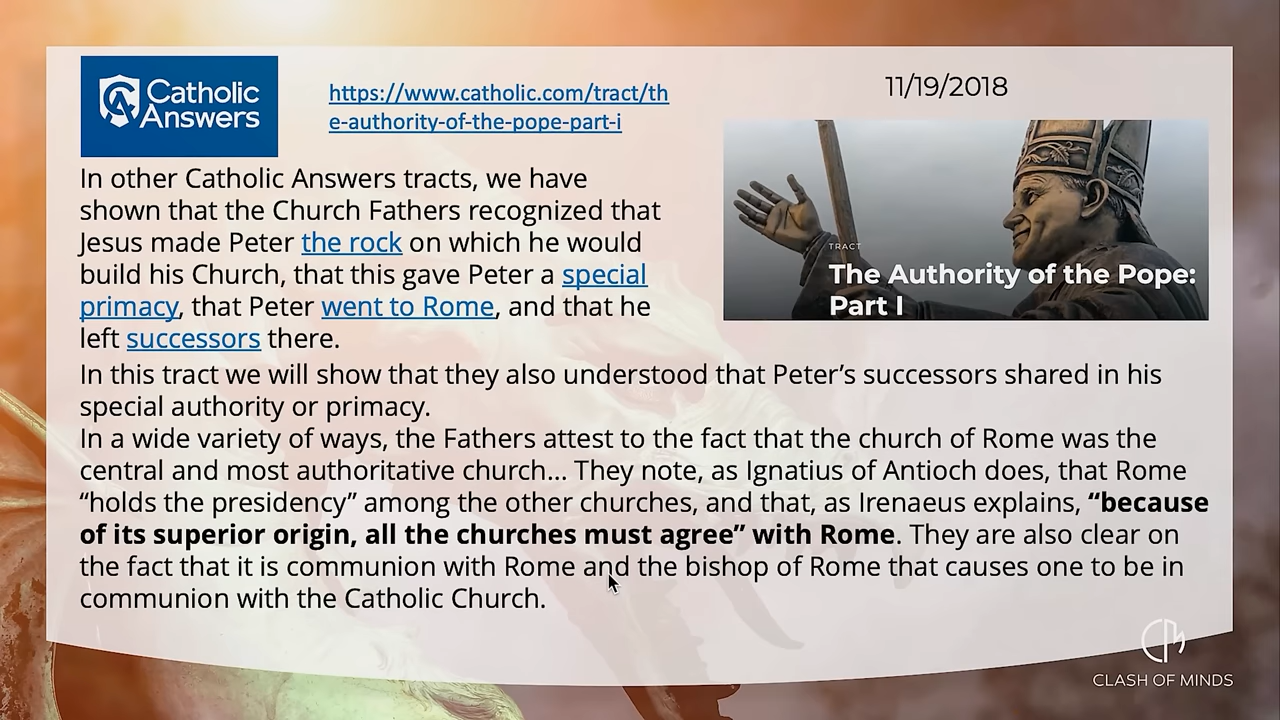 Catholic
Answers
https://www.catholic.com/tract/th
e-authority-of-the-pope-part-i
11/19/2018
TRACT
The Authority of the Pope:
Part I
In other Catholic Answers tracts, we have
shown that the Church Fathers recognized that
Jesus made Peter the rock on which he would
build his Church, that this gave Peter a special
primacy, that Peter went to Rome, and that he
left successors there.
In this tract we will show that they also understood that Peter’s successors shared in his
special authority or primacy.
In a wide variety of ways, the Fathers attest to the fact that the church of Rome was the
central and most authoritative church… They note, as Ignatius of Antioch does, that Rome
“holds the presidency” among the other churches, and that, as Irenaeus explains, “because
of its superior origin, all the churches must agree” with Rome. They are also clear on
the fact that it is communion with Rome and the bishop of Rome that causes one to be in
communion with the Catholic Church.
CLASH OF MINDS